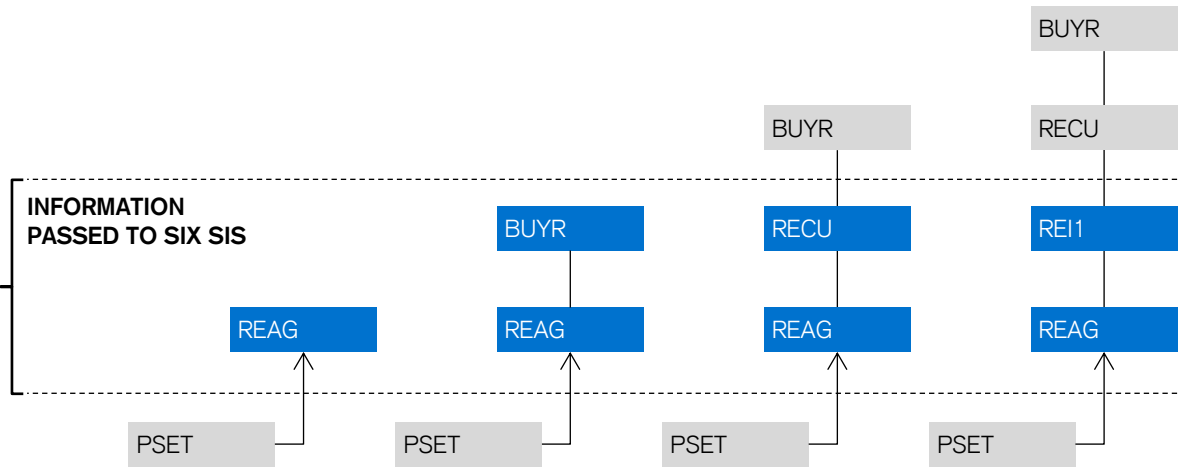 BUYR
BUYR
RECU
INFORMATION
PASSED TO SIX SIS
BUYR
RECU
REI1
REAG
REAG
REAG
REAG
PSET
PSET
PSET
PSET